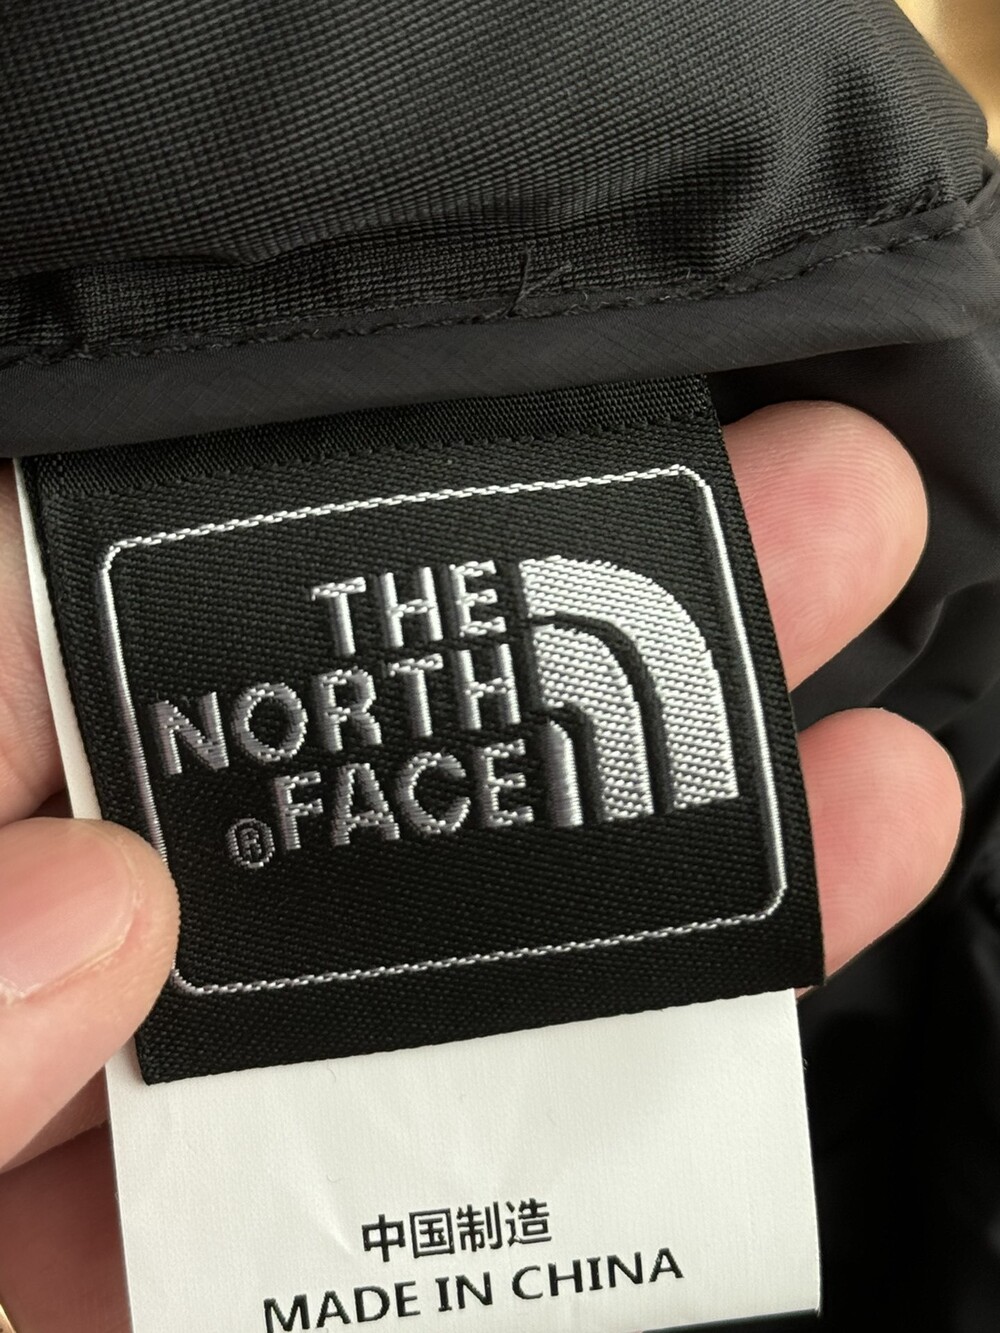 THE
NORTH
®FACE
中国制造
MADE IN CHINA